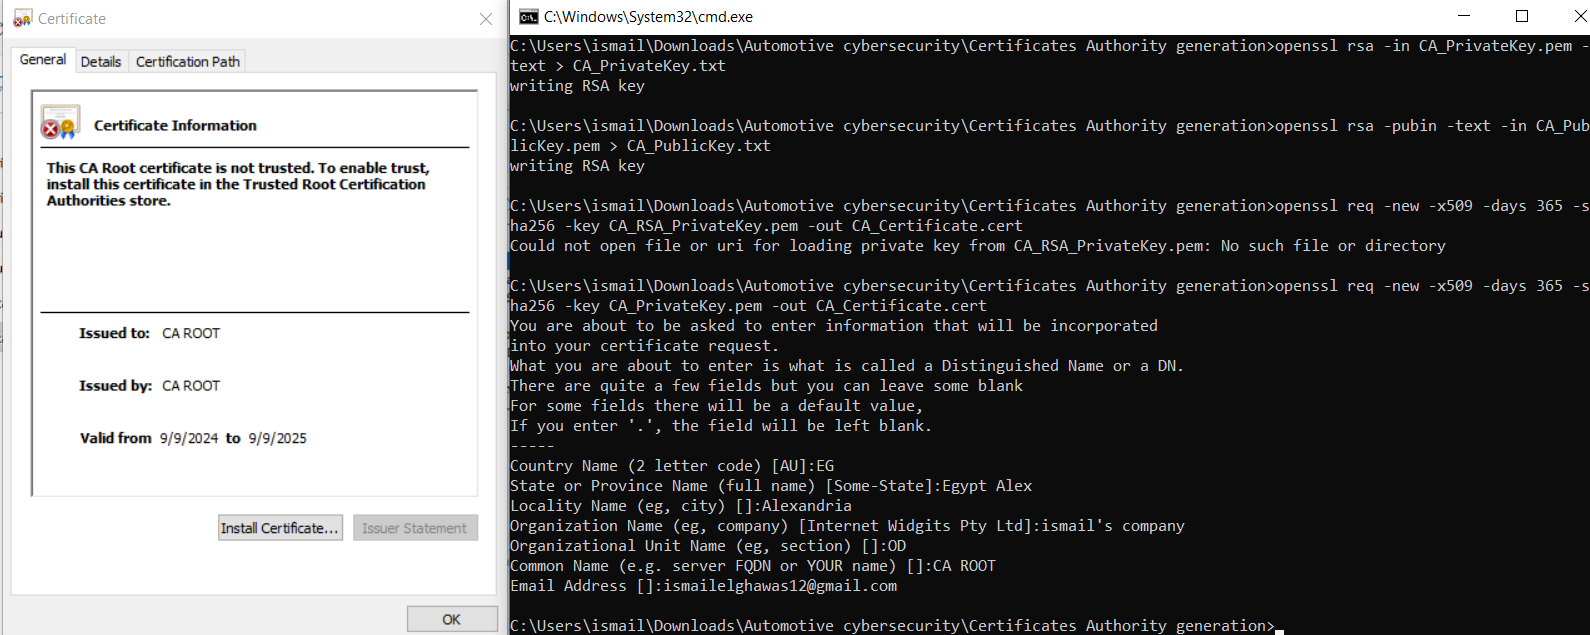 Certificate
General
Details
Certification Path
Certificate Information
This CA Root certificate is not trusted. To enable trust,
install this certificate in the Trusted Root Certification
Authorities store.
Issued to: CA ROOT
Issued by: CA ROOT
Valid from 9/9/2024 to 9/9/2025
Install Certificate...
Issuer Statement
OK
C:\Windows\System32\cmd.exe
C:\Users\ismail\Downloads\Automotive cybersecurity\Certificates Authority generation>openssl rsa -in CA_PrivateKey.pem -
text > CA_PrivateKey.txt
writing RSA key
C:\Users\ismail\Downloads\Automotive cybersecurity\Certificates Authority generation>openssl rsa -pubin -text -in CA_Pub
licKey.pem > CA_PublicKey.txt
writing RSA key
C:\Users\ismail\Downloads\Automotive cybersecurity\Certificates Authority generation>openssl req -new -x509 -days 365 -s
ha256 -key CA_RSA_PrivateKey.pem -out CA_Certificate.cert
Could not open file or uri for loading private key from CA_RSA_PrivateKey.pem: No such file or directory
C:\Users\ismail\Downloads\Automotive cybersecurity\Certificates Authority generation>openssl req -new -x509 -days 365 -s
ha256 -key CA_PrivateKey.pem -out CA_Certificate.cert
You are about to be asked to enter information that will be incorporated
into your certificate request.
What you are about to enter is what is called a Distinguished Name or a DN.
There are quite a few fields but you can leave some blank
For some fields there will be a default value,
If you enter '.', the field will be left blank.
-----
Country Name (2 letter code) [AU]:EG
State or Province Name (full name) [Some-State]:Egypt Alex
Locality Name (eg, city) []:Alexandria
Organization Name (eg, company) [Internet Widgits Pty Ltd]:ismail's company
Organizational Unit Name (eg, section) []:OD
Common Name (e.g. server FQDN or YOUR name) []:CA ROOT
Email Address []:ismailelghawas12@gmail.com
C:\Users\ismail\Downloads\Automotive cybersecurity\Certificates Authority generation>